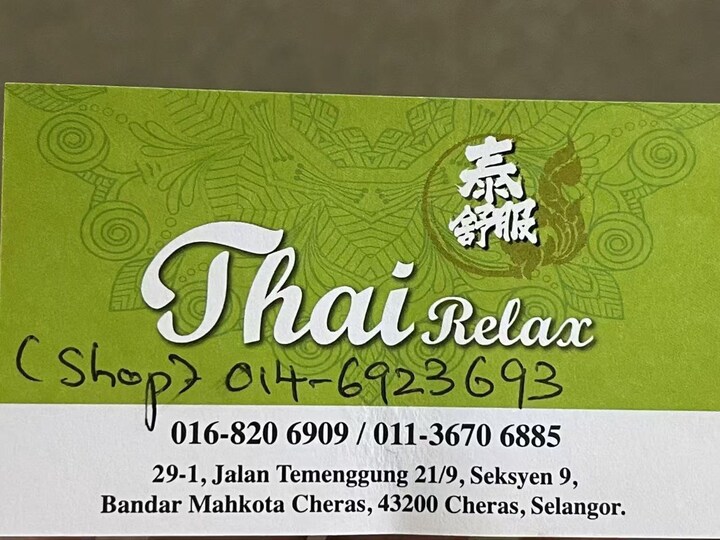 泰
舒服
Thai Relax
(Shop) 014-6923693
016-820 6909 / 011-3670 6885
29-1, Jalan Temenggung 21/9, Seksyen 9,
Bandar Mahkota Cheras, 43200 Cheras, Selangor.